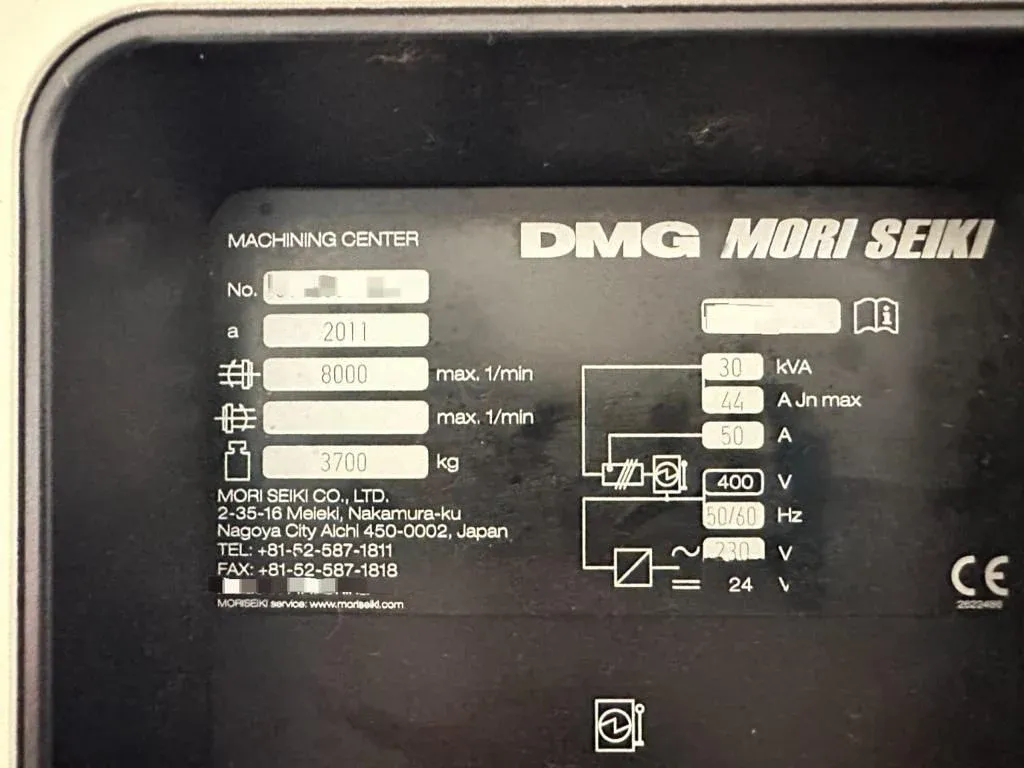 MACHINING CENTER
DMG MORI SEIKI
No.
a 2011
8000 max. 1/min
max. 1/min
3700 kg
MORI SEIKI CO., LTD.
2-35-16 Meieki, Nakamura-ku
Nagoya City Aichi 450-0002, Japan
TEL: +81-52-587-1811
FAX: +81-52-587-1818
MORISEIKI service: www.moriseiki.com
i
30 kVA
44 A Jn max
50 A
400 V
50/60 Hz
~ 230 V
24 V
CE